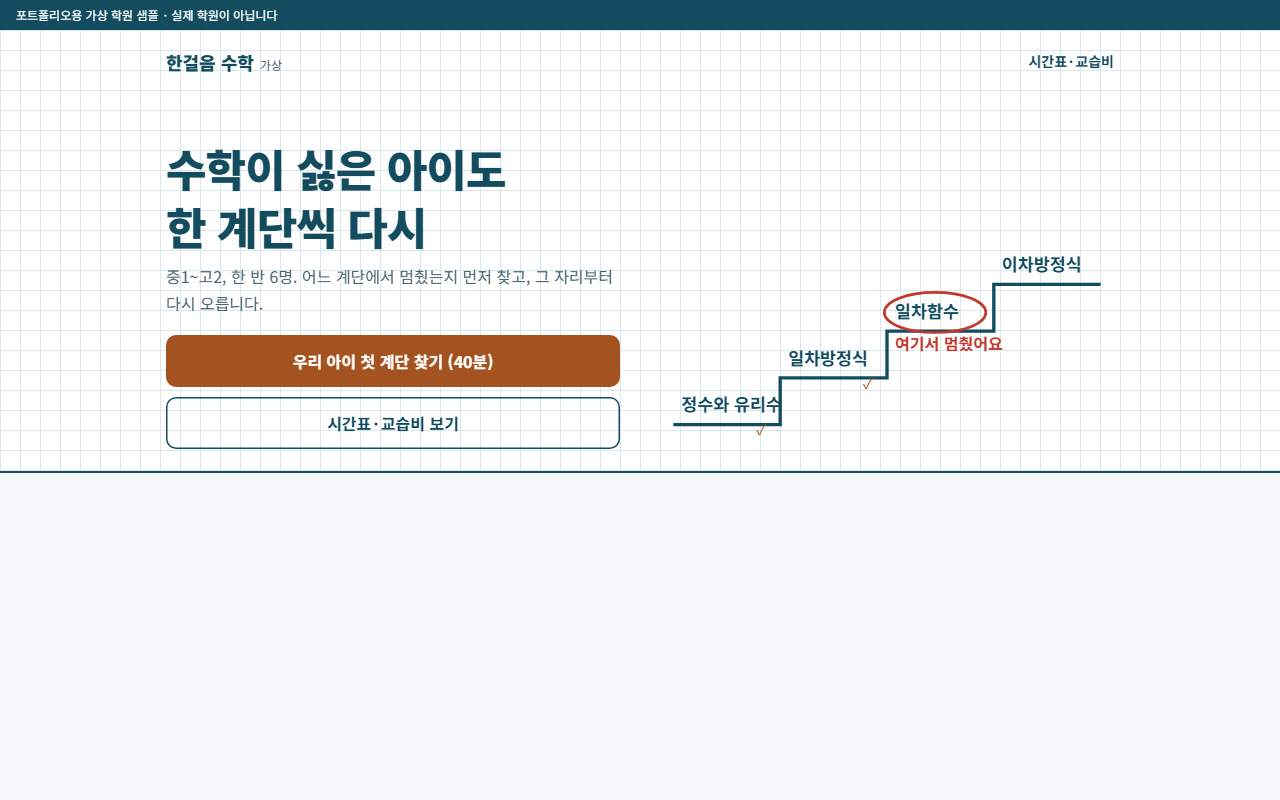 포트폴리오용 가상 학원 샘플 · 실제 학원이 아닙니다
한걸음 수학 가상
시간표·교습비
수학이 싫은 아이도
한 계단씩 다시
중1~고2, 한 반 6명. 어느 계단에서 멈췄는지 먼저 찾고, 그 자리부터
다시 오릅니다.
우리 아이 첫 계단 찾기 (40분)
시간표·교습비 보기
이차방정식
일차함수
여기서 멈췄어요
일차방정식
✓
정수와 유리수
✓